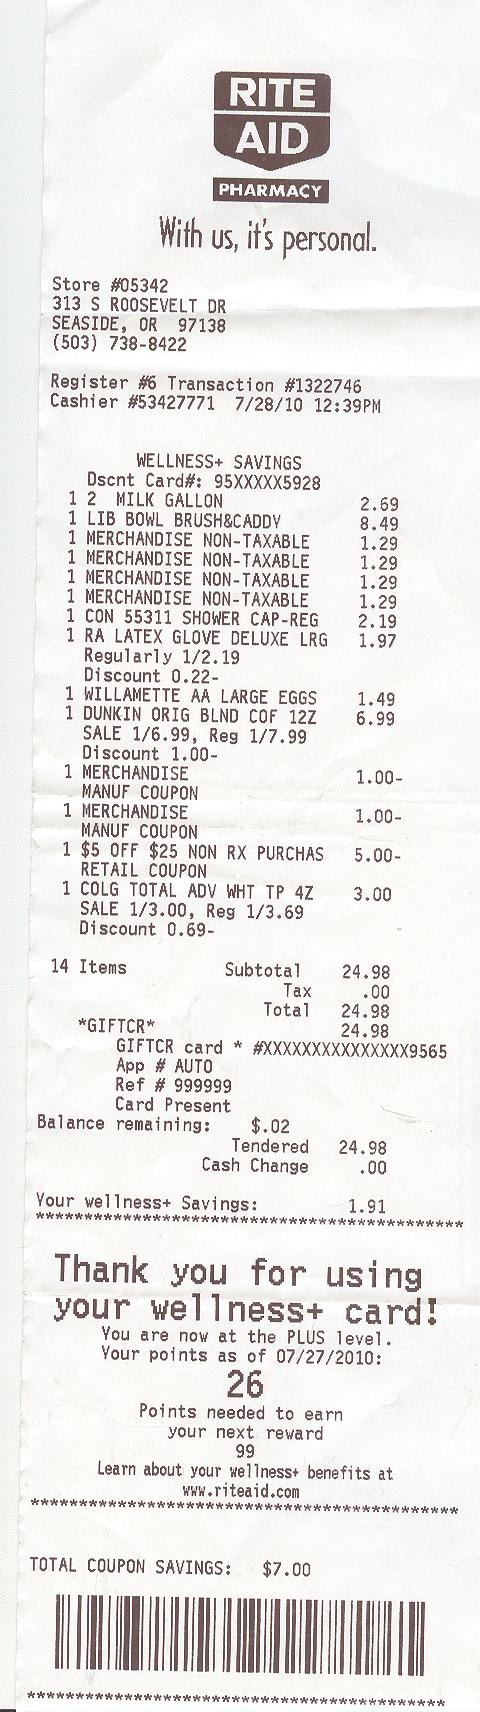 RITE
AID
PHARMACY
With us, it's personal.
Store #05342
313 S ROOSEVELT DR
SEASIDE, OR 97138
(503) 738-8422
Register #6 Transaction #1322746
Cashier #53427771 7/28/10 12:39PM
WELLNESS+ SAVINGS
Dscnt Card#: 95XXXXX5928
1 2 MILK GALLON 2.69
1 LIB BOWL BRUSH&CADDY 8.49
1 MERCHANDISE NON-TAXABLE 1.29
1 MERCHANDISE NON-TAXABLE 1.29
1 MERCHANDISE NON-TAXABLE 1.29
1 MERCHANDISE NON-TAXABLE 1.29
1 CON 55311 SHOWER CAP-REG 2.19
1 RA LATEX GLOVE DELUXE LRG 1.97
Regularly 1/2.19
Discount 0.22-
1 WILLAMETTE AA LARGE EGGS 1.49
1 DUNKIN ORIG BLND COF 12Z 6.99
SALE 1/6.99, Reg 1/7.99
Discount 1.00-
1 MERCHANDISE 1.00-
MANUF COUPON
1 MERCHANDISE 1.00-
MANUF COUPON
1 $5 OFF $25 NON RX PURCHAS 5.00-
RETAIL COUPON
1 COLG TOTAL ADV WHT TP 4Z 3.00
SALE 1/3.00, Reg 1/3.69
Discount 0.69-
14 Items Subtotal 24.98
Tax .00
Total 24.98
*GIFTCR* 24.98
GIFTCR card * #XXXXXXXXXXXXXXX9565
App # AUTO
Ref # 999999
Card Present
Balance remaining: $.02
Tendered 24.98
Cash Change .00
Your wellness+ Savings: 1.91
*******************************************
Thank you for using
your wellness+ card!
You are now at the PLUS level.
Your points as of 07/27/2010:
26
Points needed to earn
your next reward
99
Learn about your wellness+ benefits at
www.riteaid.com
*******************************************
TOTAL COUPON SAVINGS: $7.00
*******************************************